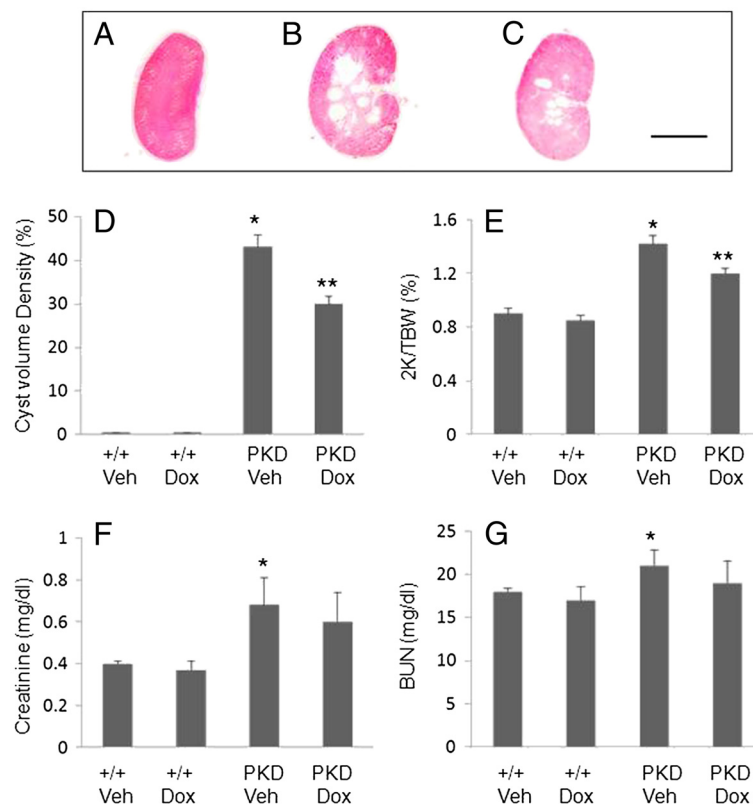 A B C
D
Cyst volume Density (%)
50
40
30
20
10
0
*
**
+/+ +/+ PKD PKD
Veh Dox Veh Dox
E
2K/TBW (%)
1.6
1.2
0.8
0.4
0
*
**
+/+ +/+ PKD PKD
Veh Dox Veh Dox
F
Creatinine (mg/dl)
1
0.8
0.6
0.4
0.2
0
*
+/+ +/+ PKD PKD
Veh Dox Veh Dox
G
BUN (mg/dl)
25
20
15
10
5
0
*
+/+ +/+ PKD PKD
Veh Dox Veh Dox